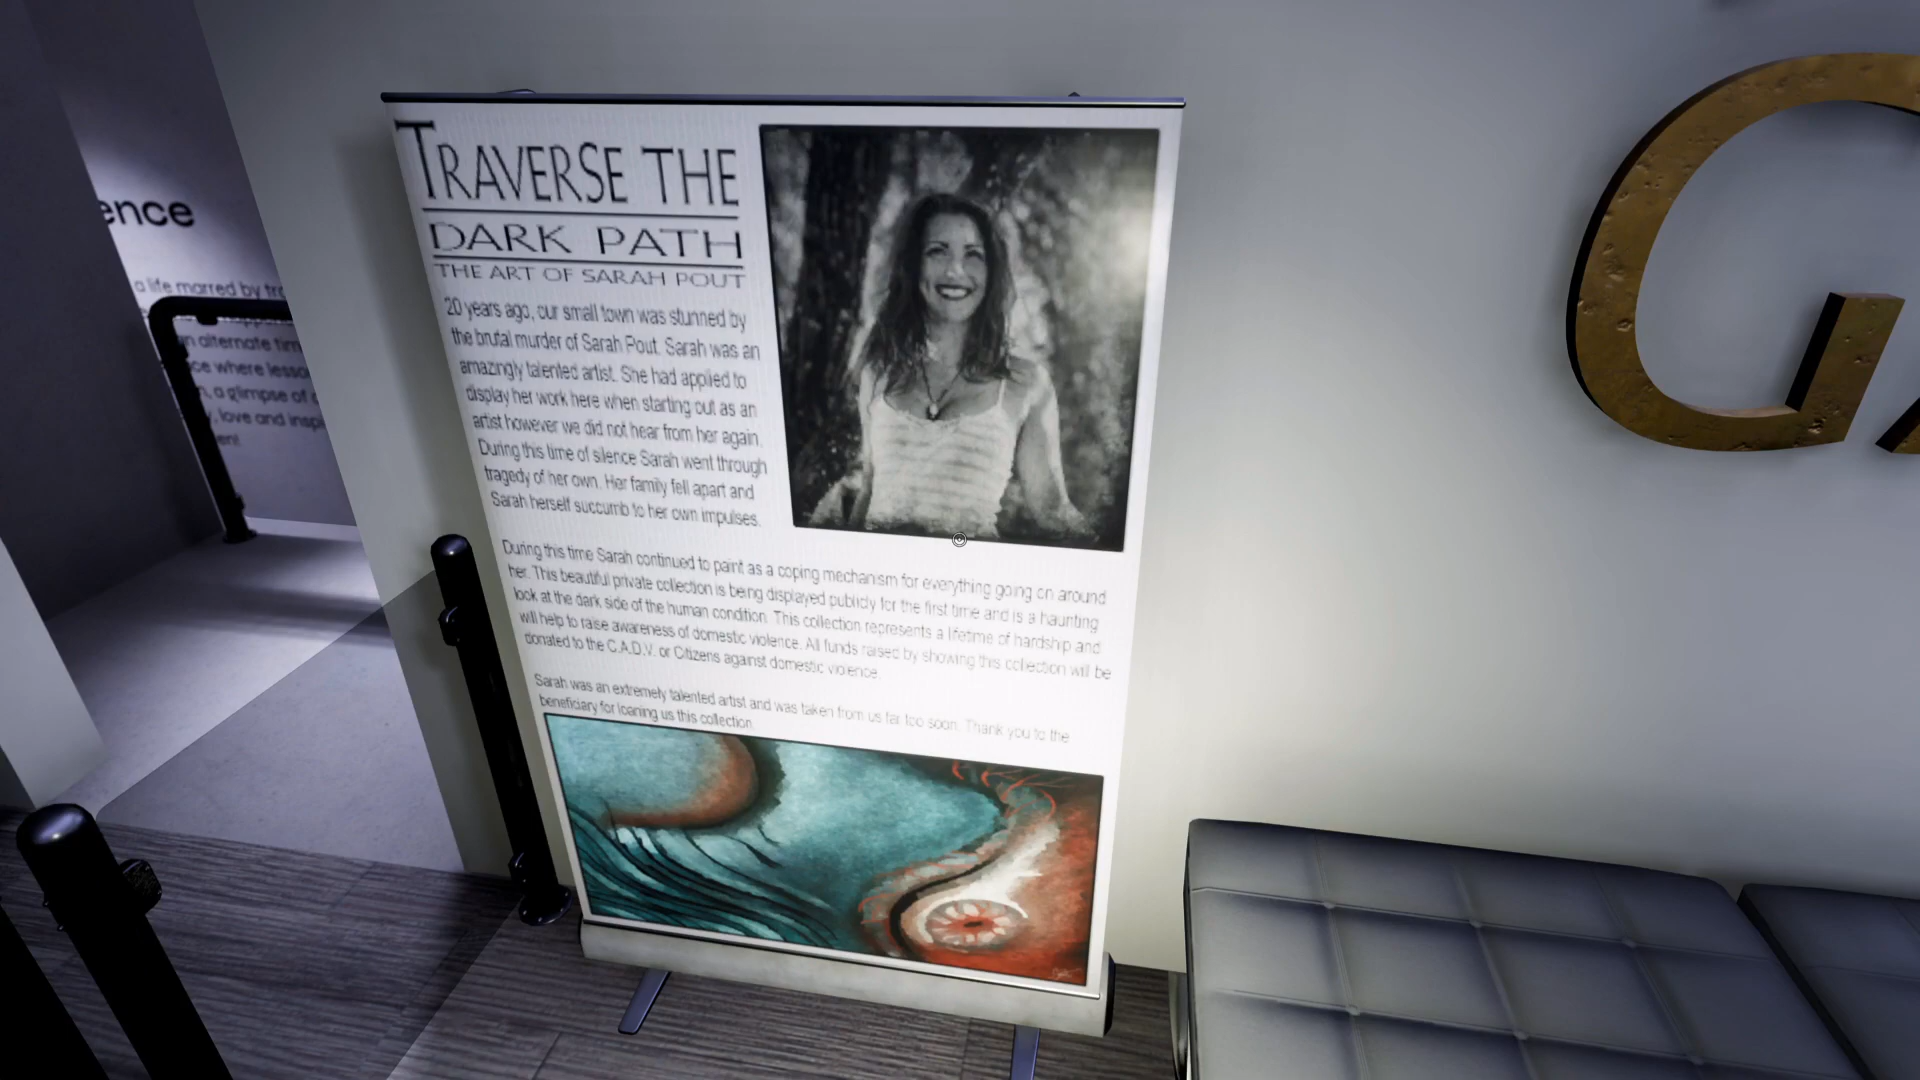 TRAVERSE THE
DARK PATH
THE ART OF SARAH POUT
20 years ago, our small town was stunned by
the brutal murder of Sarah Pout. Sarah was an
amazingly talented artist. She had applied to
display her work here when starting out as an
artist however we did not hear from her again.
During this time of silence Sarah went through
tragedy of her own. Her family fell apart and
Sarah herself succumb to her own impulses.
During this time Sarah continued to paint as a coping mechanism for everything going on around
her. This beautiful private collection is being displayed publicly for the first time and is a haunting
look at the dark side of the human condition. This collection represents a lifetime of hardship and
will help to raise awareness of domestic violence. All funds raised by showing this collection will be
donated to the C.A.D.V. or Citizens against domestic violence.
Sarah was an extremely talented artist and was taken from us far too soon. Thank you to the
beneficiary for loaning us this collection.
ence
a life marred by
alternate
ce where
a glimpse of
love and
G